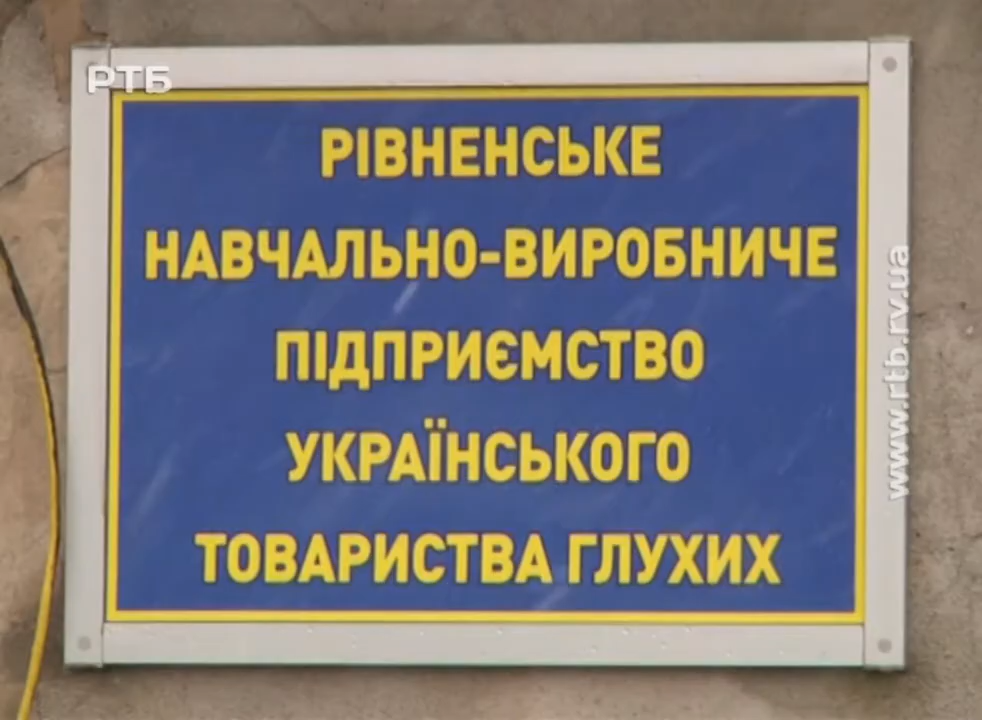 РТБ
РІВНЕНСЬКЕ
НАВЧАЛЬНО-ВИРОБНИЧЕ
ПІДПРИЄМСТВО
УКРАЇНСЬКОГО
ТОВАРИСТВА ГЛУХИХ
www.rtb.rv.ua